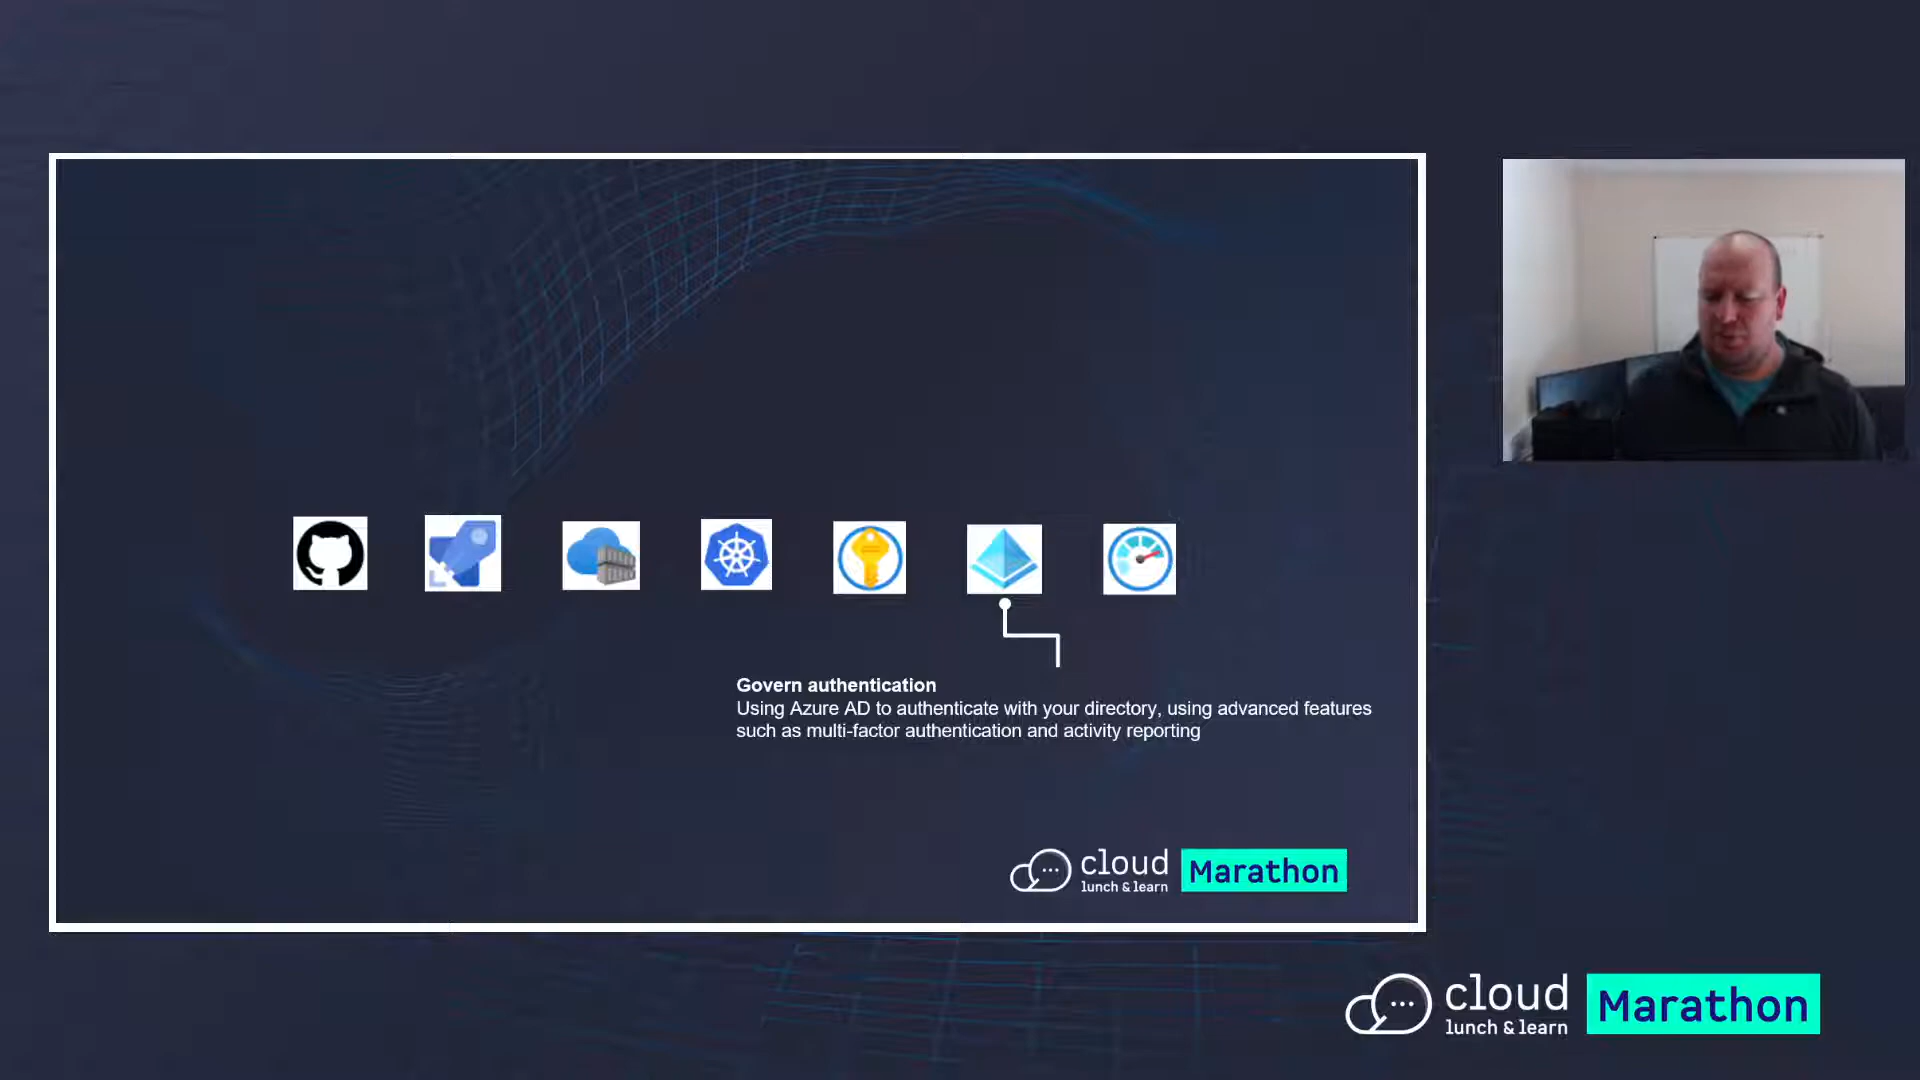 Govern authentication
Using Azure AD to authenticate with your directory, using advanced features
such as multi-factor authentication and activity reporting
cloud
lunch & learn
Marathon
cloud
lunch & learn
Marathon